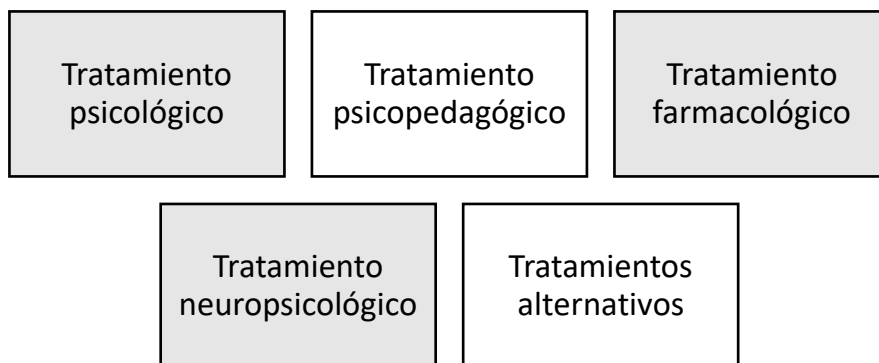 Tratamiento
psicológico
Tratamiento
psicopedagógico
Tratamiento
farmacológico
Tratamiento
neuropsicológico
Tratamientos
alternativos